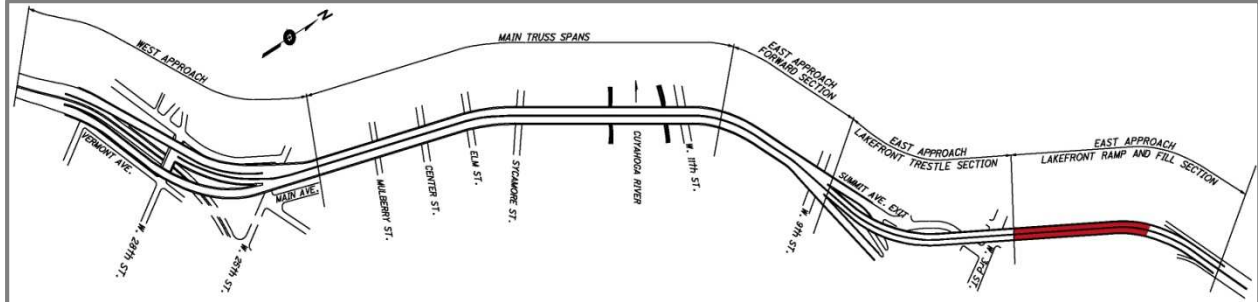 N
WEST APPROACH
MAIN TRUSS SPANS
EAST APPROACH
FORWARD SECTION
EAST APPROACH
LAKEFRONT TRESTLE SECTION
EAST APPROACH
LAKEFRONT RAMP AND FILL SECTION
VERMONT AVE.
W. 28th ST.
W. 25th ST.
MAIN AVE.
MULBERRY ST.
CENTER ST.
ELM ST.
SYCAMORE ST.
CUYAHOGA RIVER
W. 11th ST.
W. 9th ST.
SUMMIT AVE. EXIT
W. 3rd ST.